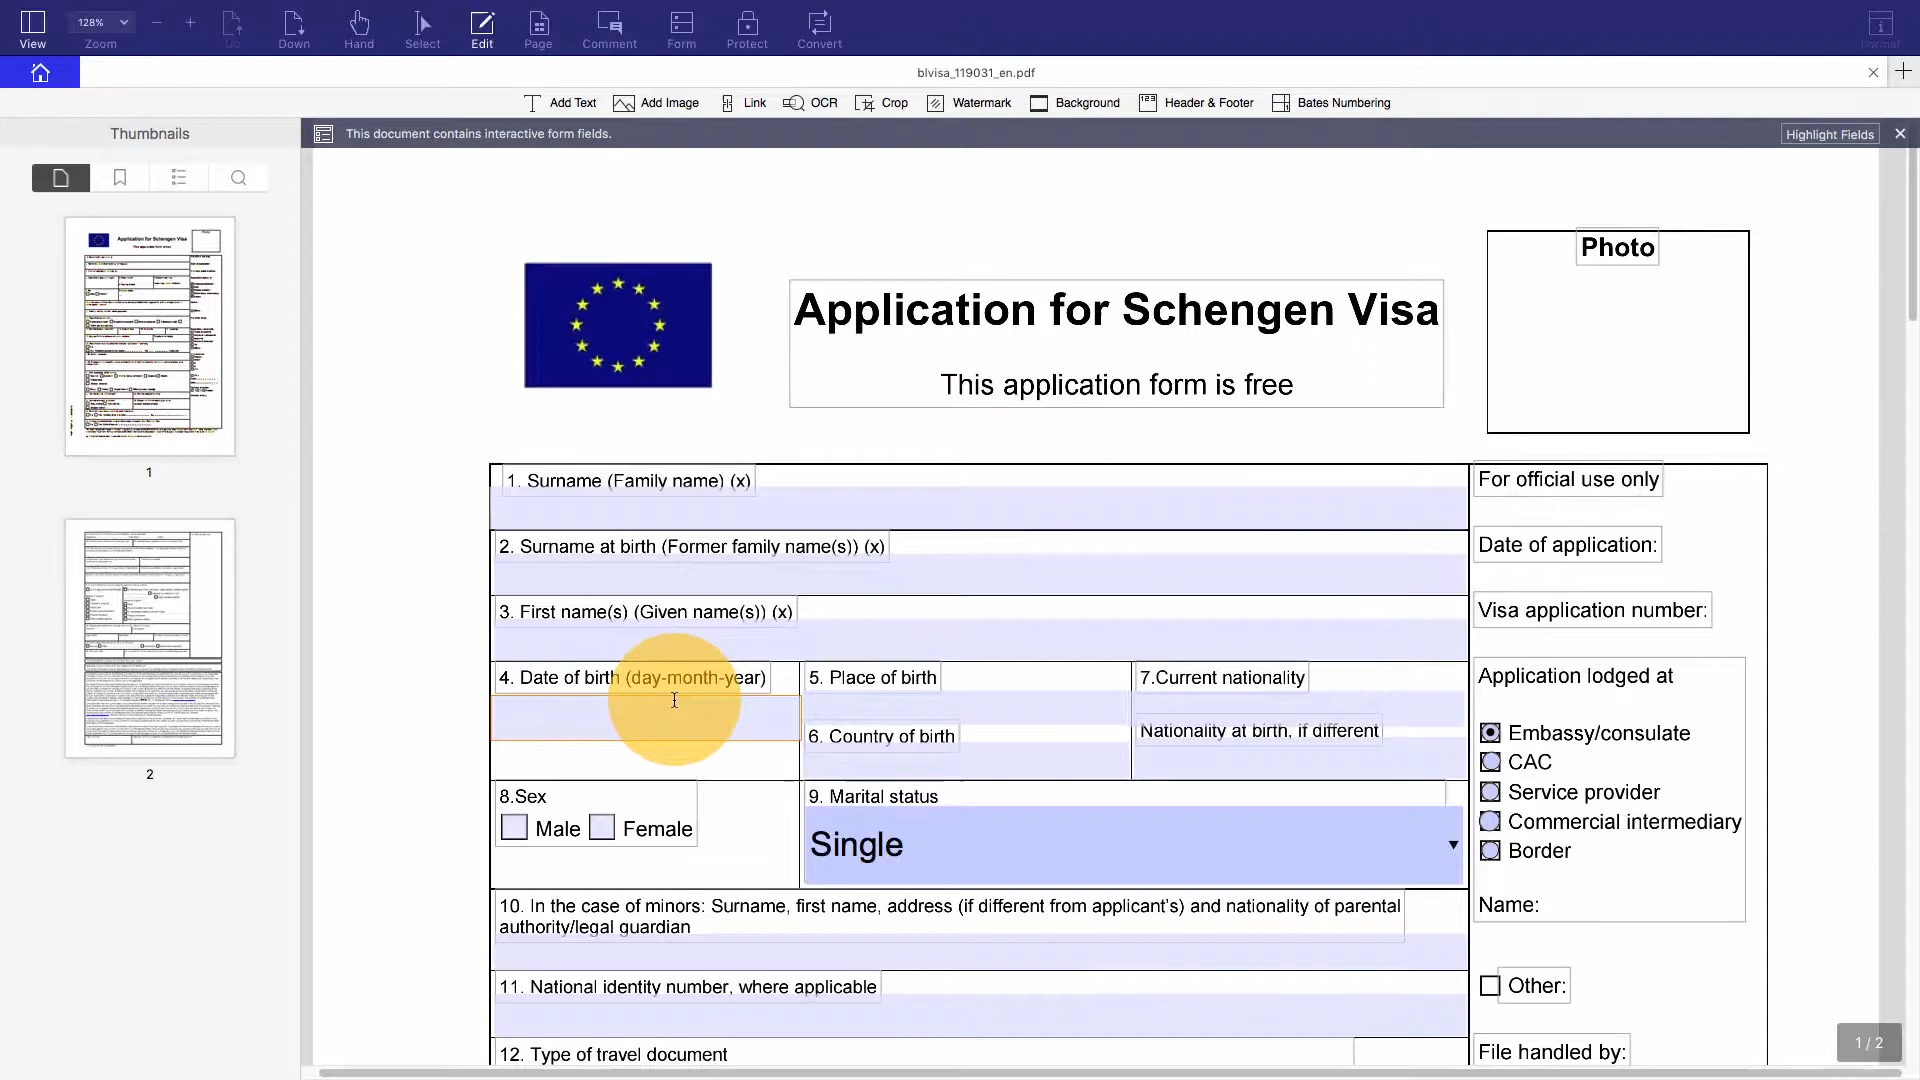 128%
View
Zoom
Up
Down
Hand
Select
Edit
Page
Comment
Form
Protect
Convert
Format
blvisa_119031_en.pdf
Add Text
Add Image
Link
OCR
Crop
Watermark
Background
Header & Footer
Bates Numbering
Thumbnails
This document contains interactive form fields.
Highlight Fields
1
2
Application for Schengen Visa
This application form is free
Photo
1. Surname (Family name) (x)
2. Surname at birth (Former family name(s)) (x)
3. First name(s) (Given name(s)) (x)
4. Date of birth (day-month-year)
5. Place of birth
6. Country of birth
7.Current nationality
Nationality at birth, if different
8.Sex
Male
Female
9. Marital status
Single
10. In the case of minors: Surname, first name, address (if different from applicant's) and nationality of parental
authority/legal guardian
11. National identity number, where applicable
12. Type of travel document
For official use only
Date of application:
Visa application number:
Application lodged at
Embassy/consulate
CAC
Service provider
Commercial intermediary
Border
Name:
Other:
File handled by:
1 / 2